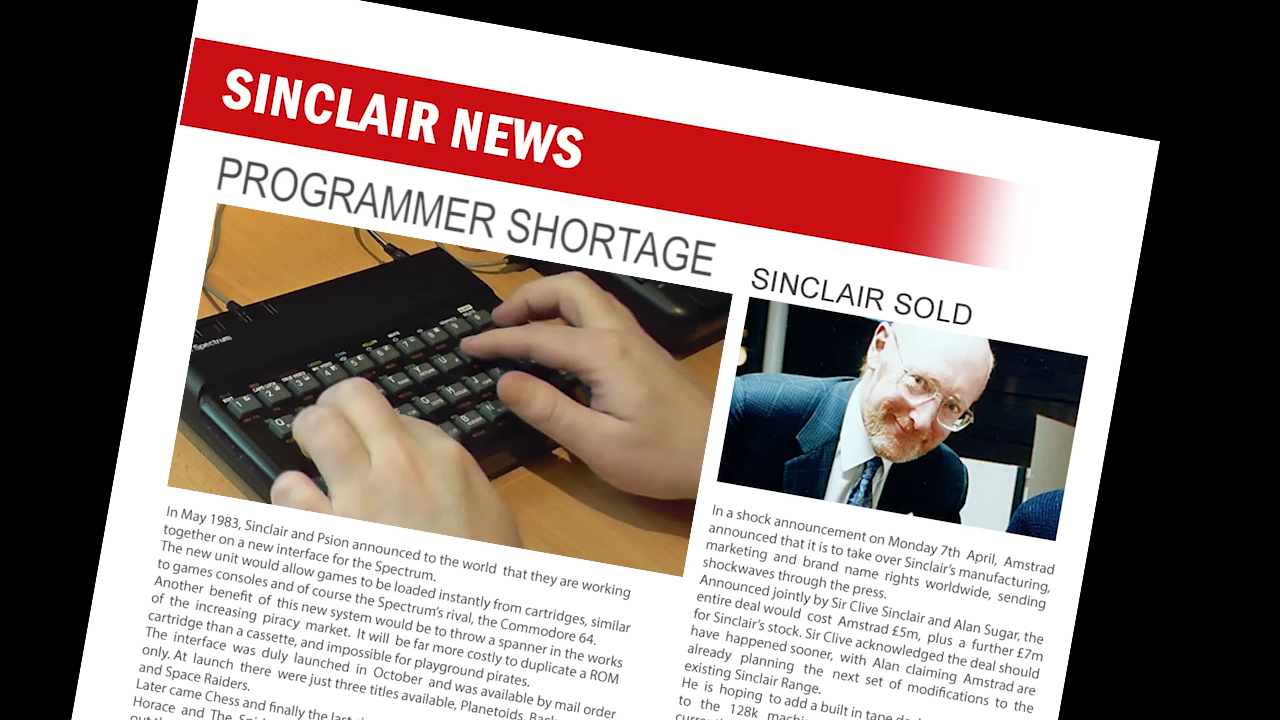 SINCLAIR NEWS
PROGRAMMER SHORTAGE
Spectrum
In May 1983, Sinclair and Psion announced to the world that they are working
together on a new interface for the Spectrum.
The new unit would allow games to be loaded instantly from cartridges, similar
to games consoles and of course the Spectrum's rival, the Commodore 64.
Another benefit of this new system would be to throw a spanner in the works
of the increasing piracy market. It will be far more costly to duplicate a ROM
cartridge than a cassette, and impossible for playground pirates.
The interface was duly launched in October and was available by mail order
only. At launch there were just three titles available, Planetoids,
and Space Raiders.
Later came Chess and finally the
Horace and The
SINCLAIR SOLD
In a shock announcement on Monday 7th April, Amstrad
announced that it is to take over Sinclair's manufacturing,
marketing and brand name rights worldwide, sending
shockwaves through the press.
Announced jointly by Sir Clive Sinclair and Alan Sugar, the
entire deal would cost Amstrad £5m, plus a further £7m
for Sinclair's stock. Sir Clive acknowledged the deal should
have happened sooner, with Alan claiming Amstrad are
already planning the next set of modifications to the
existing Sinclair Range.
He is hoping to add a built in tape
to the 128k